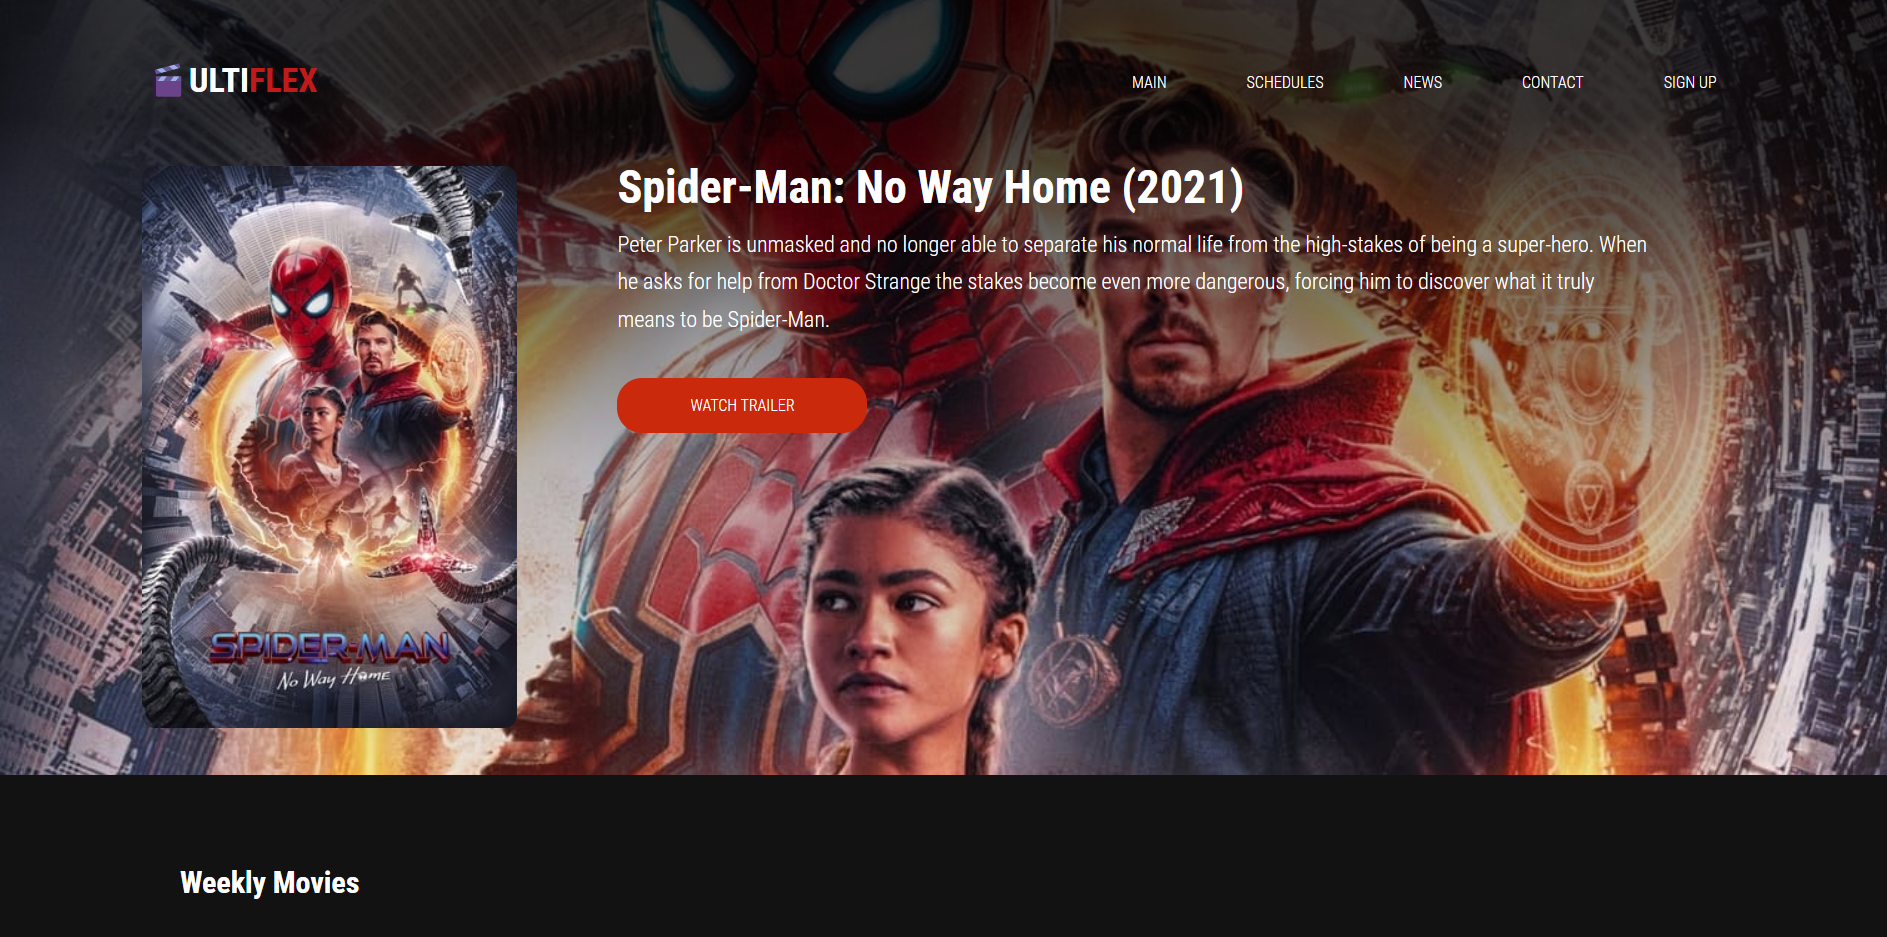 ULTIFLEX
MAIN
SCHEDULES
NEWS
CONTACT
SIGN UP
Spider-Man: No Way Home (2021)
Peter Parker is unmasked and no longer able to separate his normal life from the high-stakes of being a super-hero. When
he asks for help from Doctor Strange the stakes become even more dangerous, forcing him to discover what it truly
means to be Spider-Man.
WATCH TRAILER
SPIDER-MAN
No Way Home
Weekly Movies